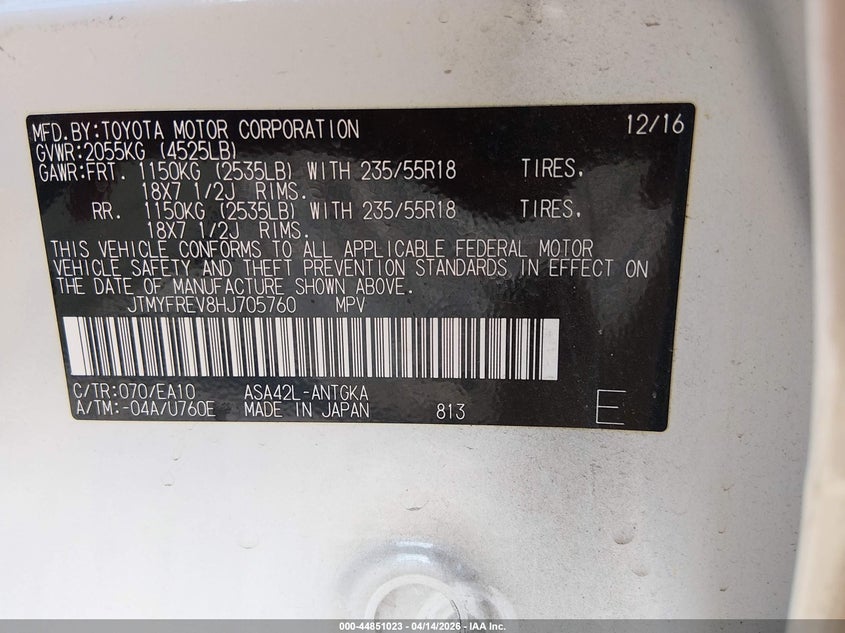 MFD.BY:TOYOTA MOTOR CORPORATION 12/16
GVWR:2055KG (4525LB)
GAWR:FRT. 1150KG (2535LB) WITH 235/55R18 TIRES,
18X7 1/2J RIMS.
RR. 1150KG (2535LB) WITH 235/55R18 TIRES,
18X7 1/2J RIMS.
THIS VEHICLE CONFORMS TO ALL APPLICABLE FEDERAL MOTOR
VEHICLE SAFETY AND THEFT PREVENTION STANDARDS IN EFFECT ON
THE DATE OF MANUFACTURE SHOWN ABOVE.
JTMYFREV8HJ705760 MPV
C/TR:070/EA10 ASA42L-ANTGKA
A/TM:-04A/U760E MADE IN JAPAN 813 E
000-44851023 - 04/14/2026 - IAA Inc.